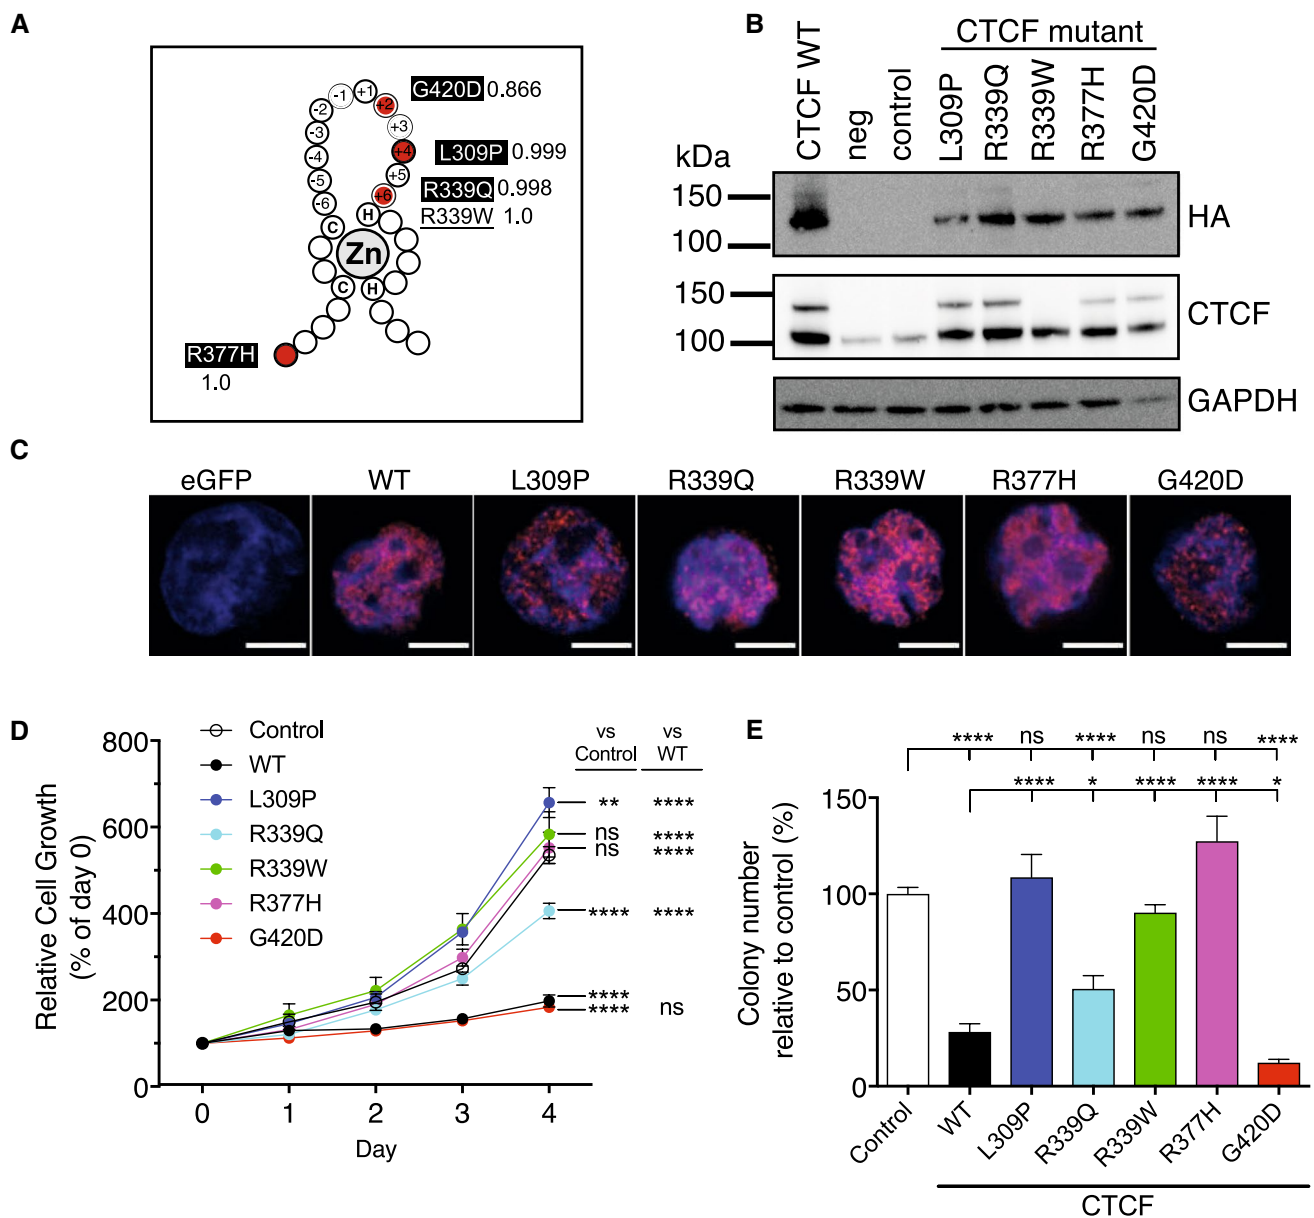 A
G420D 0.866
-1 +1
-2 +2
-3 +3
-4 +4
L309P 0.999
-5 +5
R339Q 0.998
-6 +6
R339W 1.0
C H
Zn
C H
R377H
1.0
B
CTCF WT
neg
control
CTCF mutant
L309P
R339Q
R339W
R377H
G420D
kDa
150
100
HA
150
100
CTCF
GAPDH
C
eGFP WT L309P R339Q R339W R377H G420D
D
Relative Cell Growth
(% of day 0)
800
600
400
200
0
Control
WT
L309P
R339Q
R339W
R377H
G420D
vs
Control
vs
WT
** ****
ns ****
ns ****
**** ****
****
**** ns
0 1 2 3 4
Day
E
**** ns **** ns ns ****
**** * **** **** *
Colony number
relative to control (%)
150
100
50
0
Control
WT
L309P
R339Q
R339W
R377H
G420D
CTCF